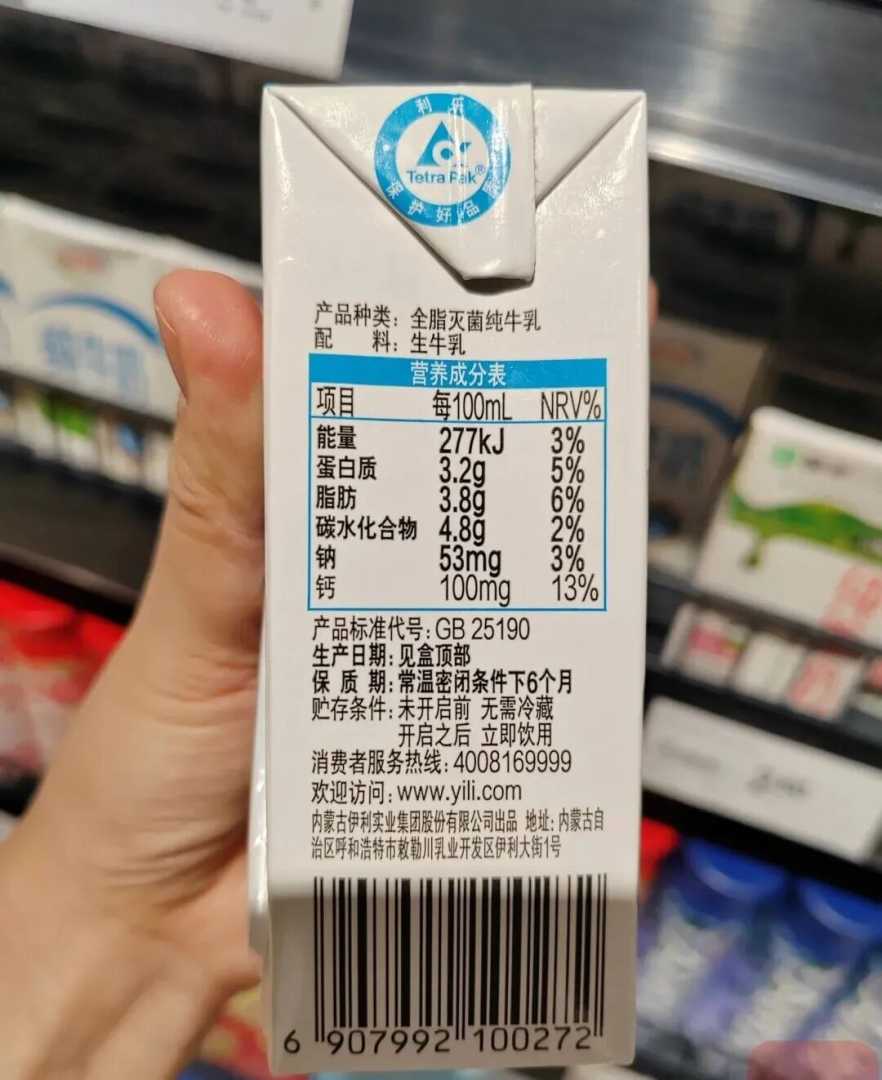 利乐
Tetra Pak®
保护好品质
产品种类：全脂灭菌纯牛乳
配 料：生牛乳
营养成分表
项目 每100mL NRV%
能量 277kJ 3%
蛋白质 3.2g 5%
脂肪 3.8g 6%
碳水化合物 4.8g 2%
钠 53mg 3%
钙 100mg 13%
产品标准代号：GB 25190
生产日期：见盒顶部
保 质 期：常温密闭条件下6个月
贮存条件：未开启前 无需冷藏
开启之后 立即饮用
消费者服务热线：4008169999
欢迎访问：www.yili.com
内蒙古伊利实业集团股份有限公司出品 地址：内蒙古自
治区呼和浩特市敕勒川乳业开发区伊利大街1号
6 907992 100272